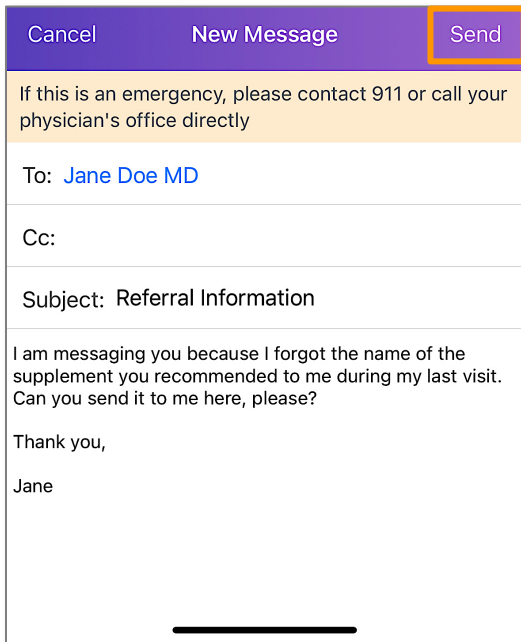 Cancel New Message Send
If this is an emergency, please contact 911 or call your
physician's office directly
To: Jane Doe MD
Cc:
Subject: Referral Information
I am messaging you because I forgot the name of the
supplement you recommended to me during my last visit.
Can you send it to me here, please?
Thank you,
Jane